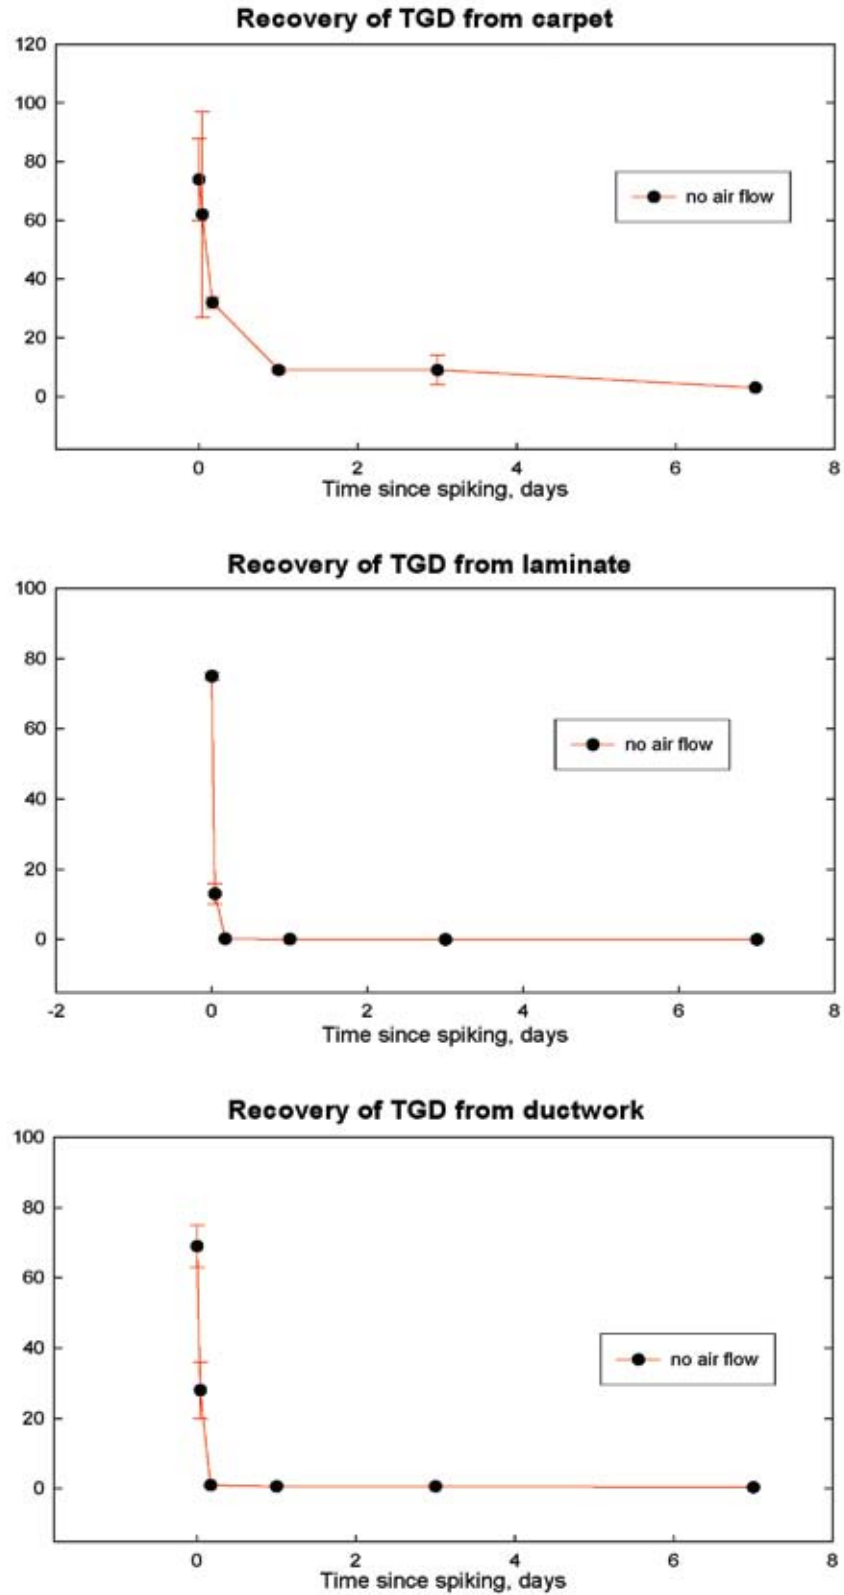 Recovery of TGD from carpet
120
100
80
60
40
20
0
no air flow
0 2 4 6 8
Time since spiking, days
Recovery of TGD from laminate
100
80
60
40
20
0
no air flow
-2 0 2 4 6 8
Time since spiking, days
Recovery of TGD from ductwork
100
80
60
40
20
0
no air flow
0 2 4 6 8
Time since spiking, days